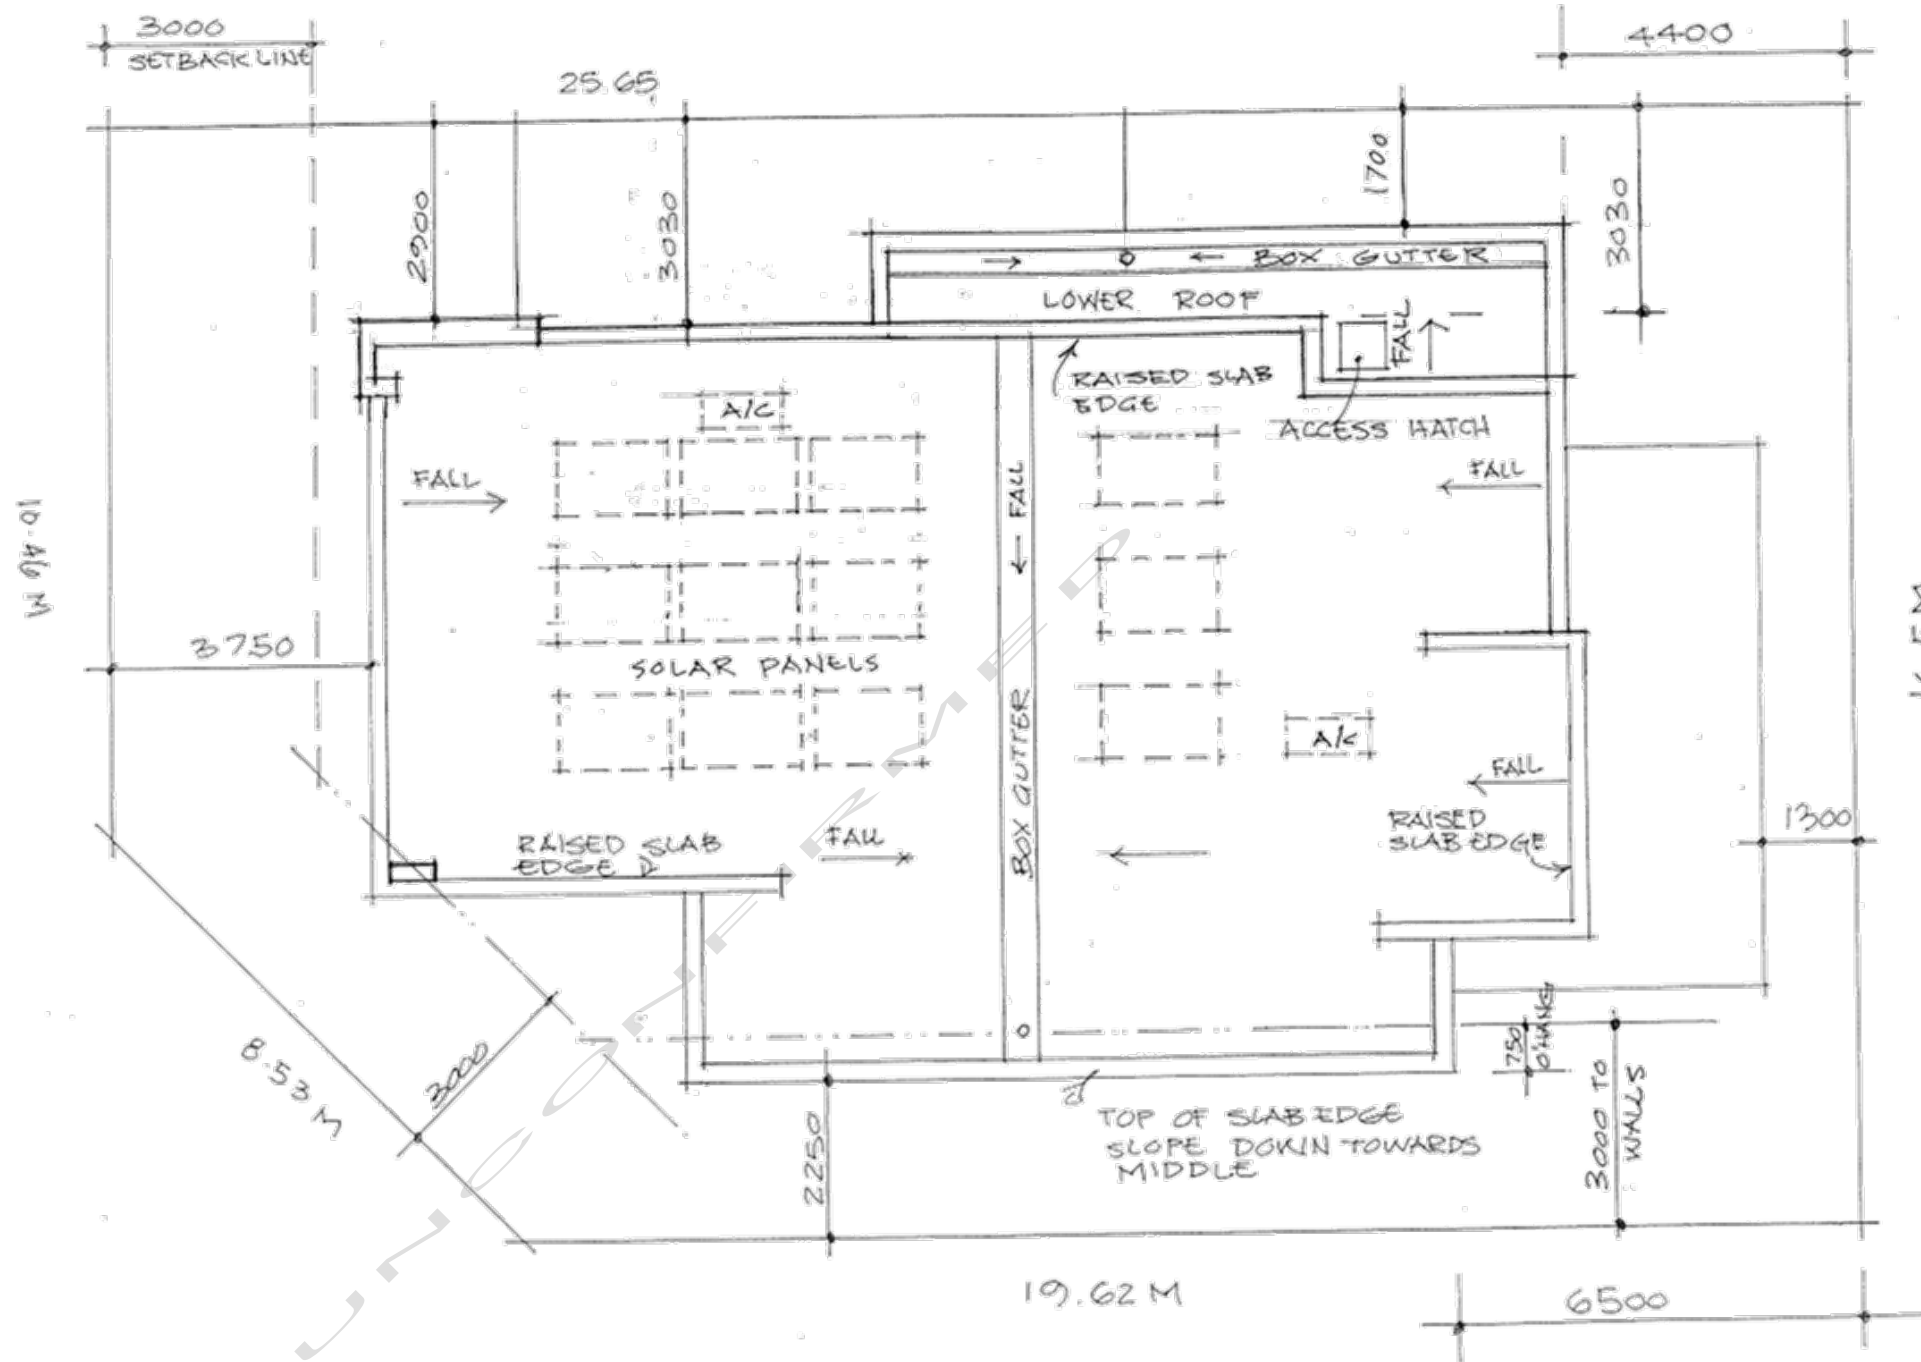 3000
SETBACK LINE
4400
25.65
2900
3030
1700
3030
BOX GUTTER
LOWER ROOF
FALL
RAISED SLAB
EDGE
ACCESS HATCH
A/C
FALL
FALL
FALL
10.46 M
3750
SOLAR PANELS
BOX GUTTER
A/C
FALL
RAISED
SLAB EDGE
1300
RAISED SLAB
EDGE
FALL
8.53 M
3000
750
O'HANG
3000 TO
WALLS
2250
TOP OF SLAB EDGE
SLOPE DOWN TOWARDS
MIDDLE
19.62 M
6500